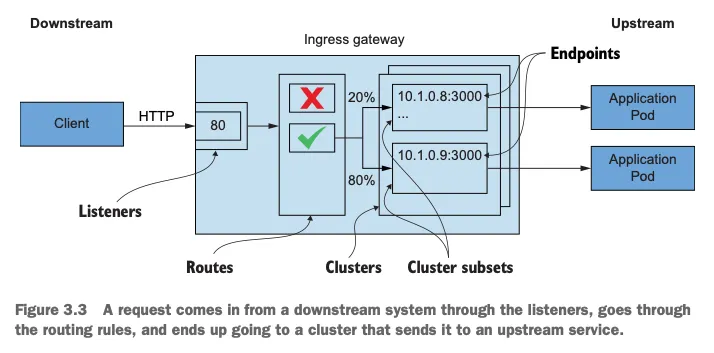 Downstream
Upstream
Ingress gateway
Endpoints
Client
HTTP
80
20%
80%
10.1.0.8:3000
...
10.1.0.9:3000
Application
Pod
Application
Pod
Listeners
Routes
Clusters
Cluster subsets
Figure 3.3 A request comes in from a downstream system through the listeners, goes through
the routing rules, and ends up going to a cluster that sends it to an upstream service.